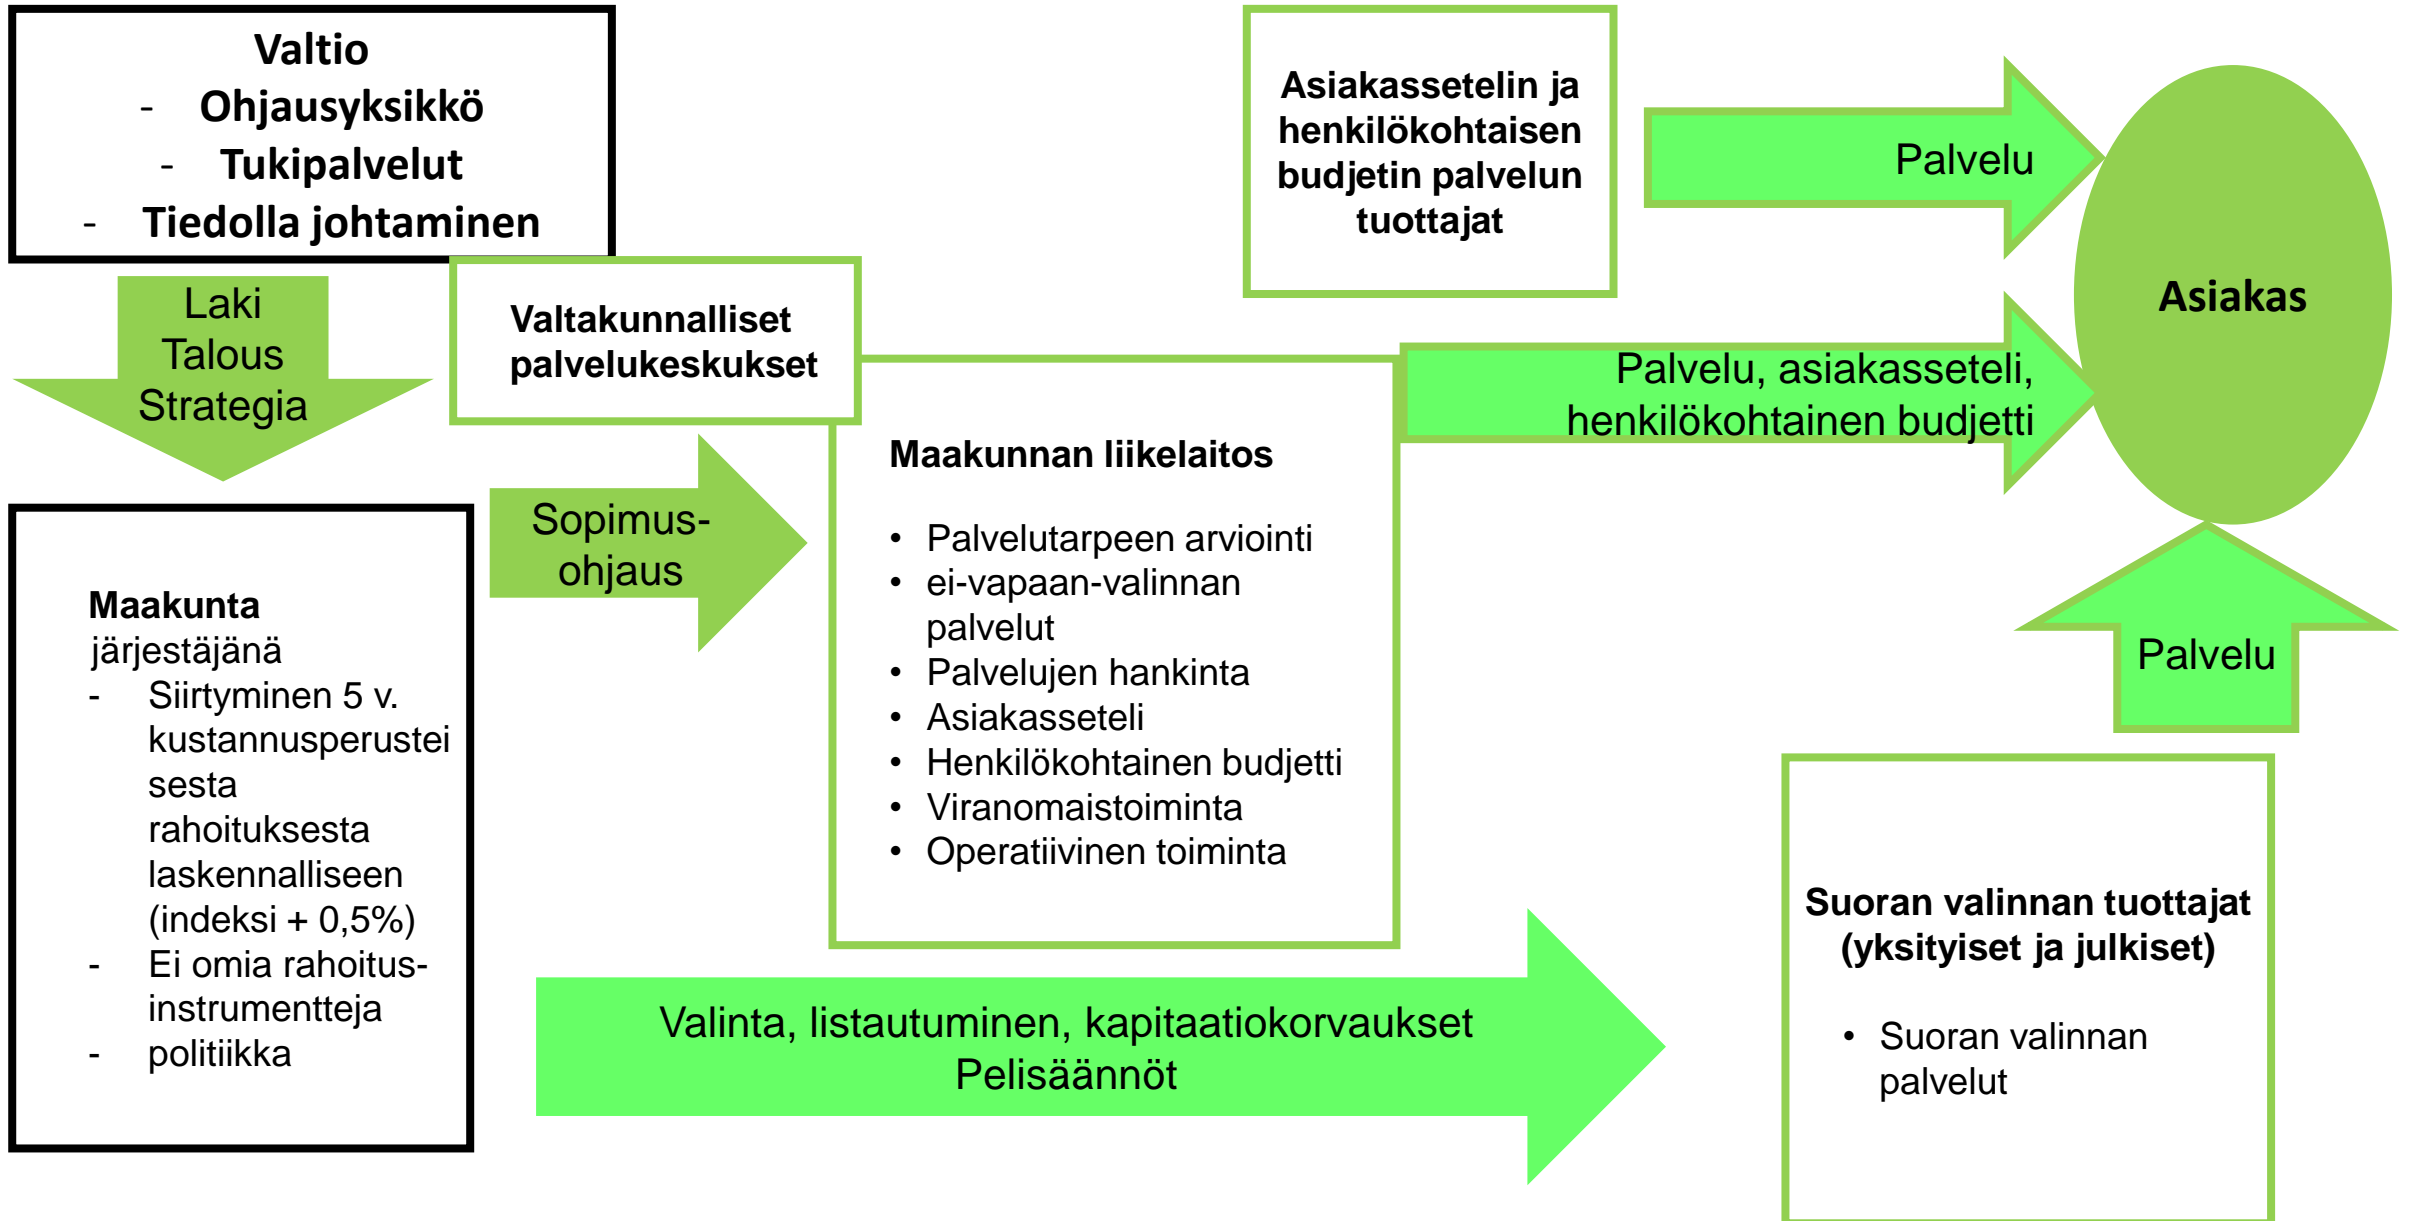 Valtio
- Ohjausyksikkö
- Tukipalvelut
- Tiedolla johtaminen
Laki
Talous
Strategia
Valtakunnalliset
palvelukeskukset
Maakunta
järjestäjänä
- Siirtyminen 5 v.
kustannusperustei
sesta
rahoituksesta
laskennalliseen
(indeksi + 0,5%)
- Ei omia rahoitus-
instrumentteja
- politiikka
Sopimus-
ohjaus
Maakunnan liikelaitos
• Palvelutarpeen arviointi
• ei-vapaan-valinnan
palvelut
• Palvelujen hankinta
• Asiakasseteli
• Henkilökohtainen budjetti
• Viranomaistoiminta
• Operatiivinen toiminta
Valinta, listautuminen, kapitaatiokorvaukset
Pelisäännöt
Asiakassetelin ja
henkilökohtaisen
budjetin palvelun
tuottajat
Palvelu
Palvelu, asiakasseteli,
henkilökohtainen budjetti
Asiakas
Palvelu
Suoran valinnan tuottajat
(yksityiset ja julkiset)
• Suoran valinnan
palvelut